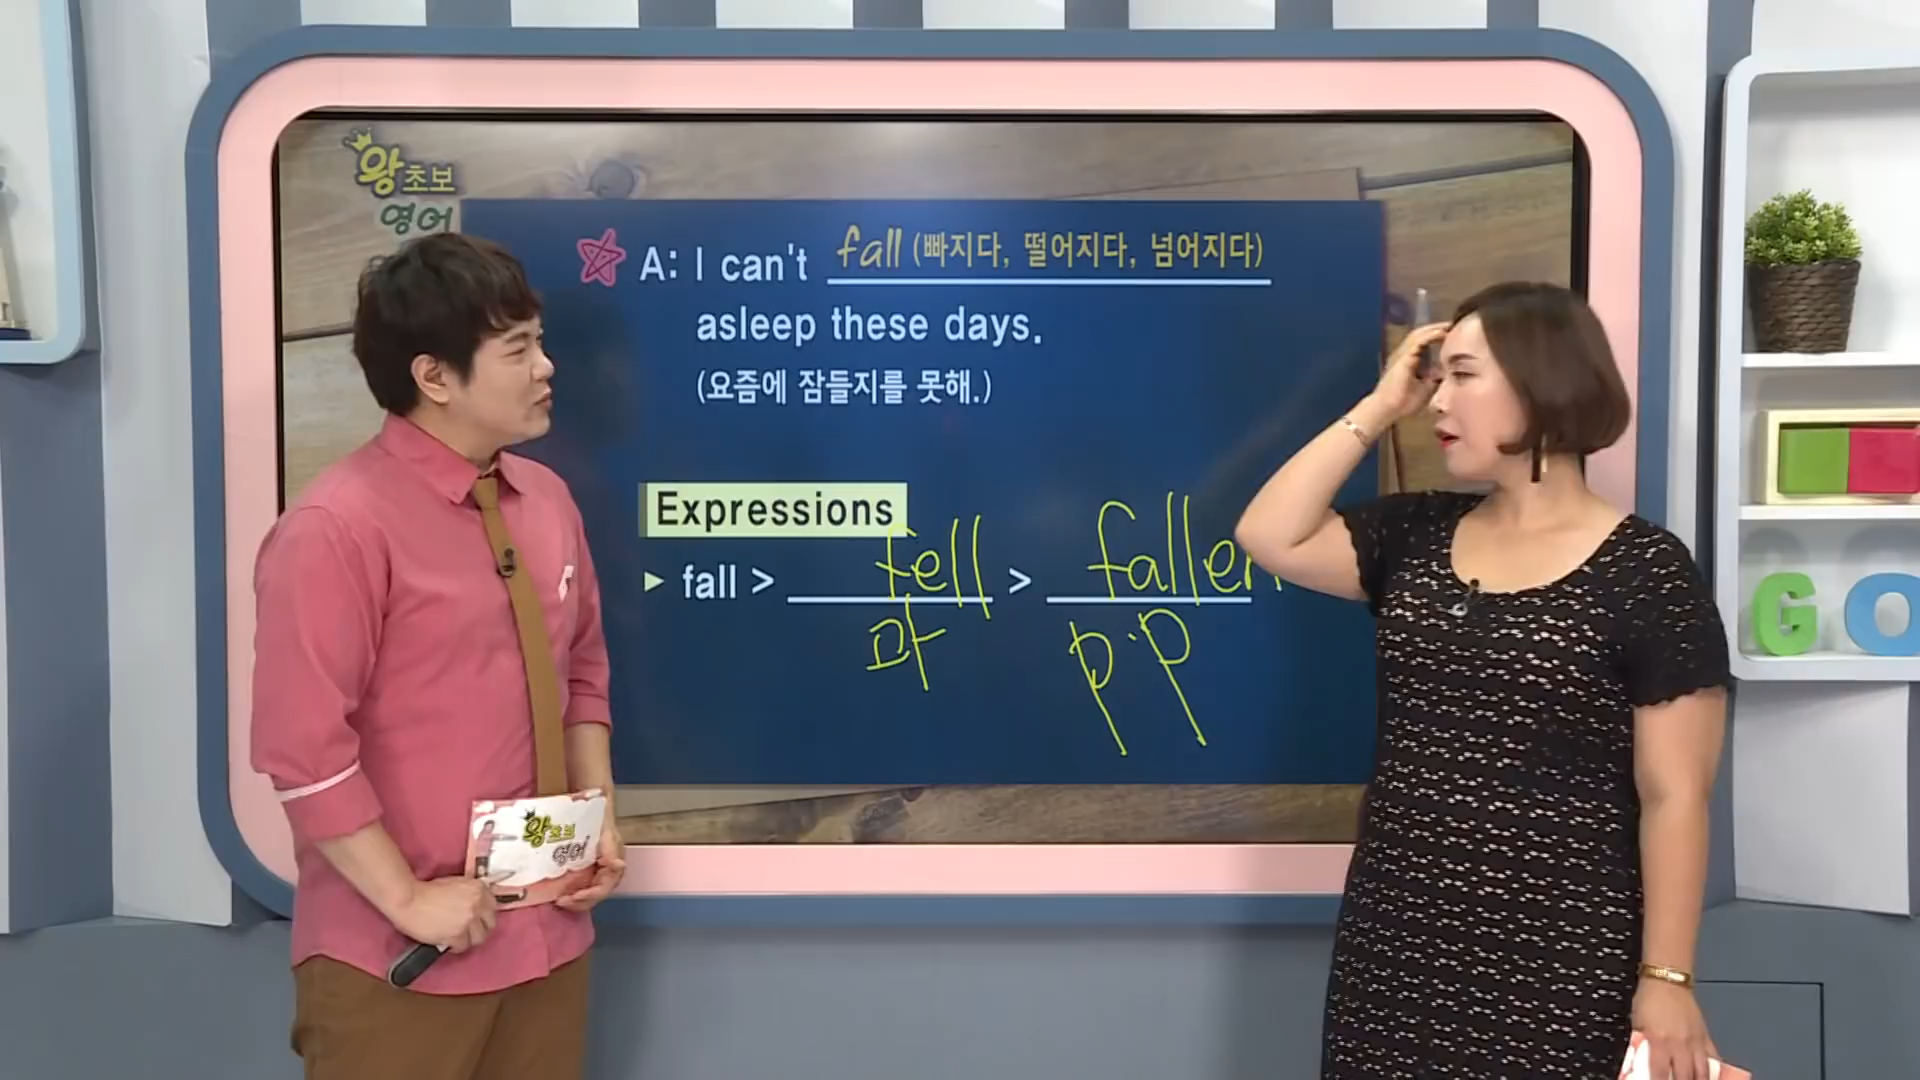 왕초보
영어
A: I can't fall (빠지다, 떨어지다, 넘어지다)
asleep these days.
(요즘에 잠들지를 못해.)
Expressions
▸ fall > fell > fallen
과 p.p
왕초보
영어
GO